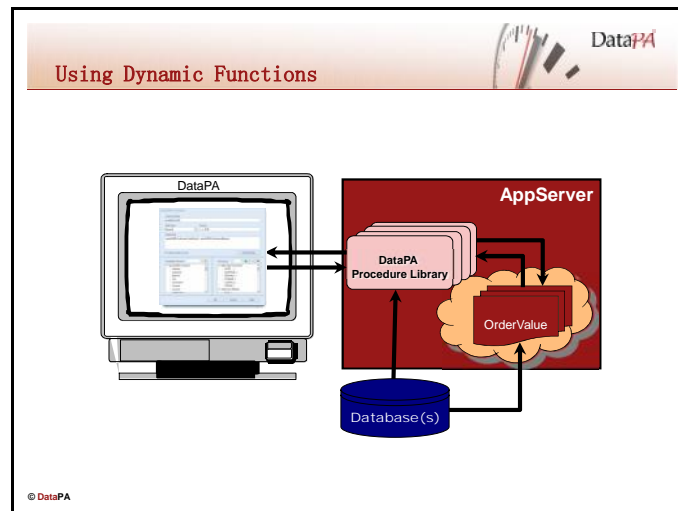 DataPA
Using Dynamic Functions
DataPA
AppServer
DataPA
Procedure Library
OrderValue
Database(s)
© DataPA